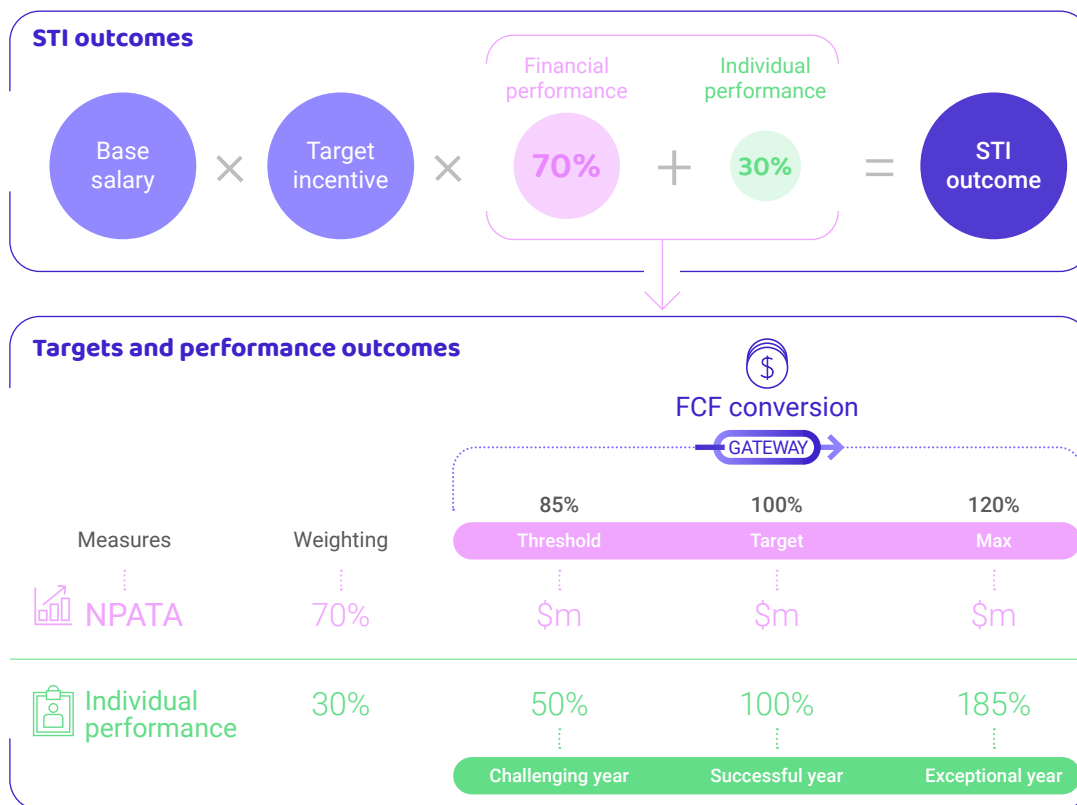 STI outcomes
Financial
performance
Individual
performance
Base
salary
×
Target
incentive
×
70%
+
30%
=
STI
outcome
Targets and performance outcomes
$
FCF conversion
GATEWAY
85%
100%
120%
Measures
Weighting
Threshold
Target
Max
NPATA
70%
$m
$m
$m
Individual
performance
30%
50%
100%
185%
Challenging year
Successful year
Exceptional year